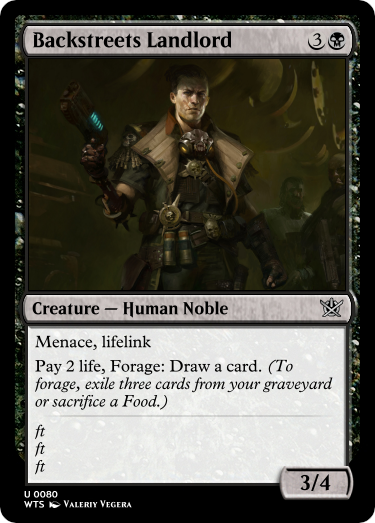 Backstreets Landlord 3
Creature — Human Noble
Menace, lifelink
Pay 2 life, Forage: Draw a card. (To
forage, exile three cards from your graveyard
or sacrifice a Food.)
ft
ft
ft
3/4
U 0080
WTS Valeriy Vegera